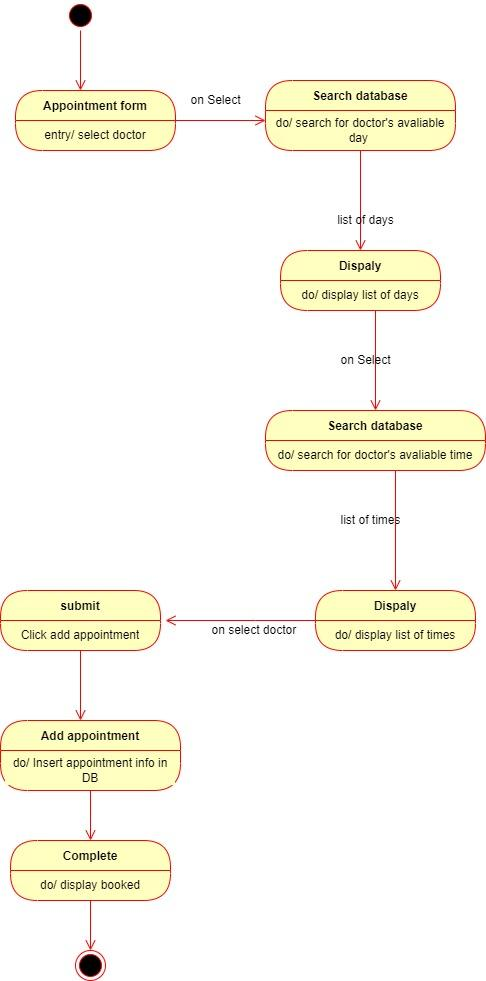 Appointment form
entry/ select doctor
on Select
Search database
do/ search for doctor's avaliable
day
list of days
Dispaly
do/ display list of days
on Select
Search database
do/ search for doctor's avaliable time
list of times
Dispaly
do/ display list of times
on select doctor
submit
Click add appointment
Add appointment
do/ Insert appointment info in
DB
Complete
do/ display booked